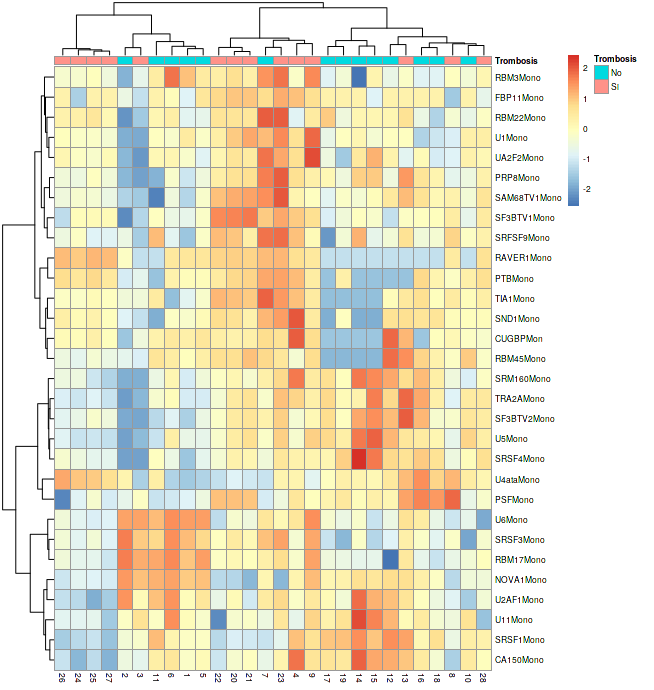 Trombosis
Trombosis
No
SI
2
1
0
-1
-2
RBM3Mono
FBP11Mono
RBM22Mono
U1Mono
UA2F2Mono
PRP8Mono
SAM68TV1Mono
SF3BTV1Mono
SRFSF9Mono
RAVER1Mono
PTBMono
TIA1Mono
SND1Mono
CUGBPMon
RBM45Mono
SRM160Mono
TRA2AMono
SF3BTV2Mono
U5Mono
SRSF4Mono
U4ataMono
PSFMono
U6Mono
SRSF3Mono
RBM17Mono
NOVA1Mono
U2AF1Mono
U11Mono
SRSF1Mono
CA150Mono
26 24 25 27 2 3 11 6 1 5 22 20 21 7 23 4 9 17 19 14 15 12 13 16 18 8 10 28